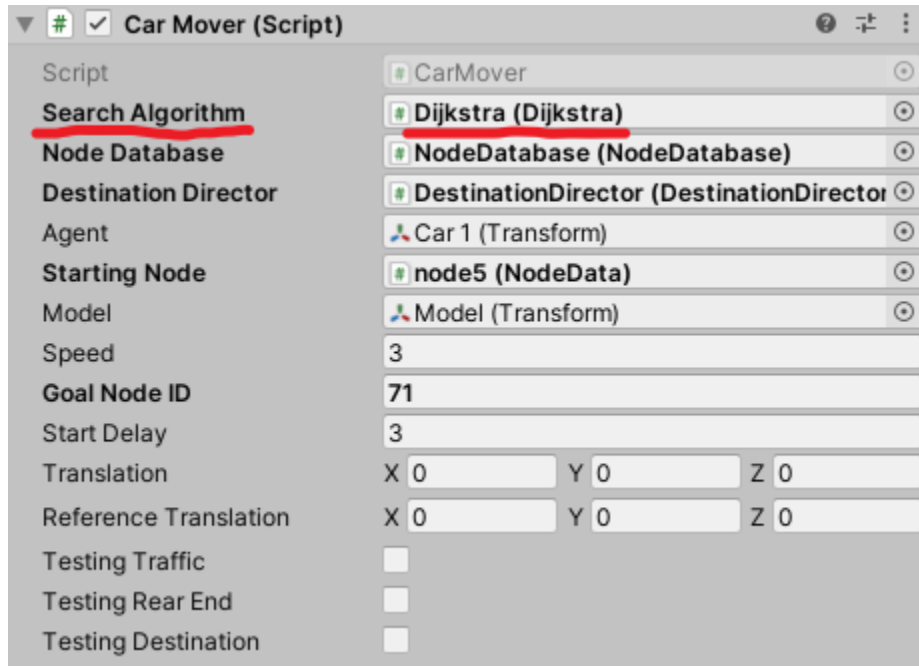 Car Mover (Script)
Script CarMover
Search Algorithm Dijkstra (Dijkstra)
Node Database NodeDatabase (NodeDatabase)
Destination Director DestinationDirector (DestinationDirector
Agent Car 1 (Transform)
Starting Node node5 (NodeData)
Model Model (Transform)
Speed 3
Goal Node ID 71
Start Delay 3
Translation X 0 Y 0 Z 0
Reference Translation X 0 Y 0 Z 0
Testing Traffic
Testing Rear End
Testing Destination